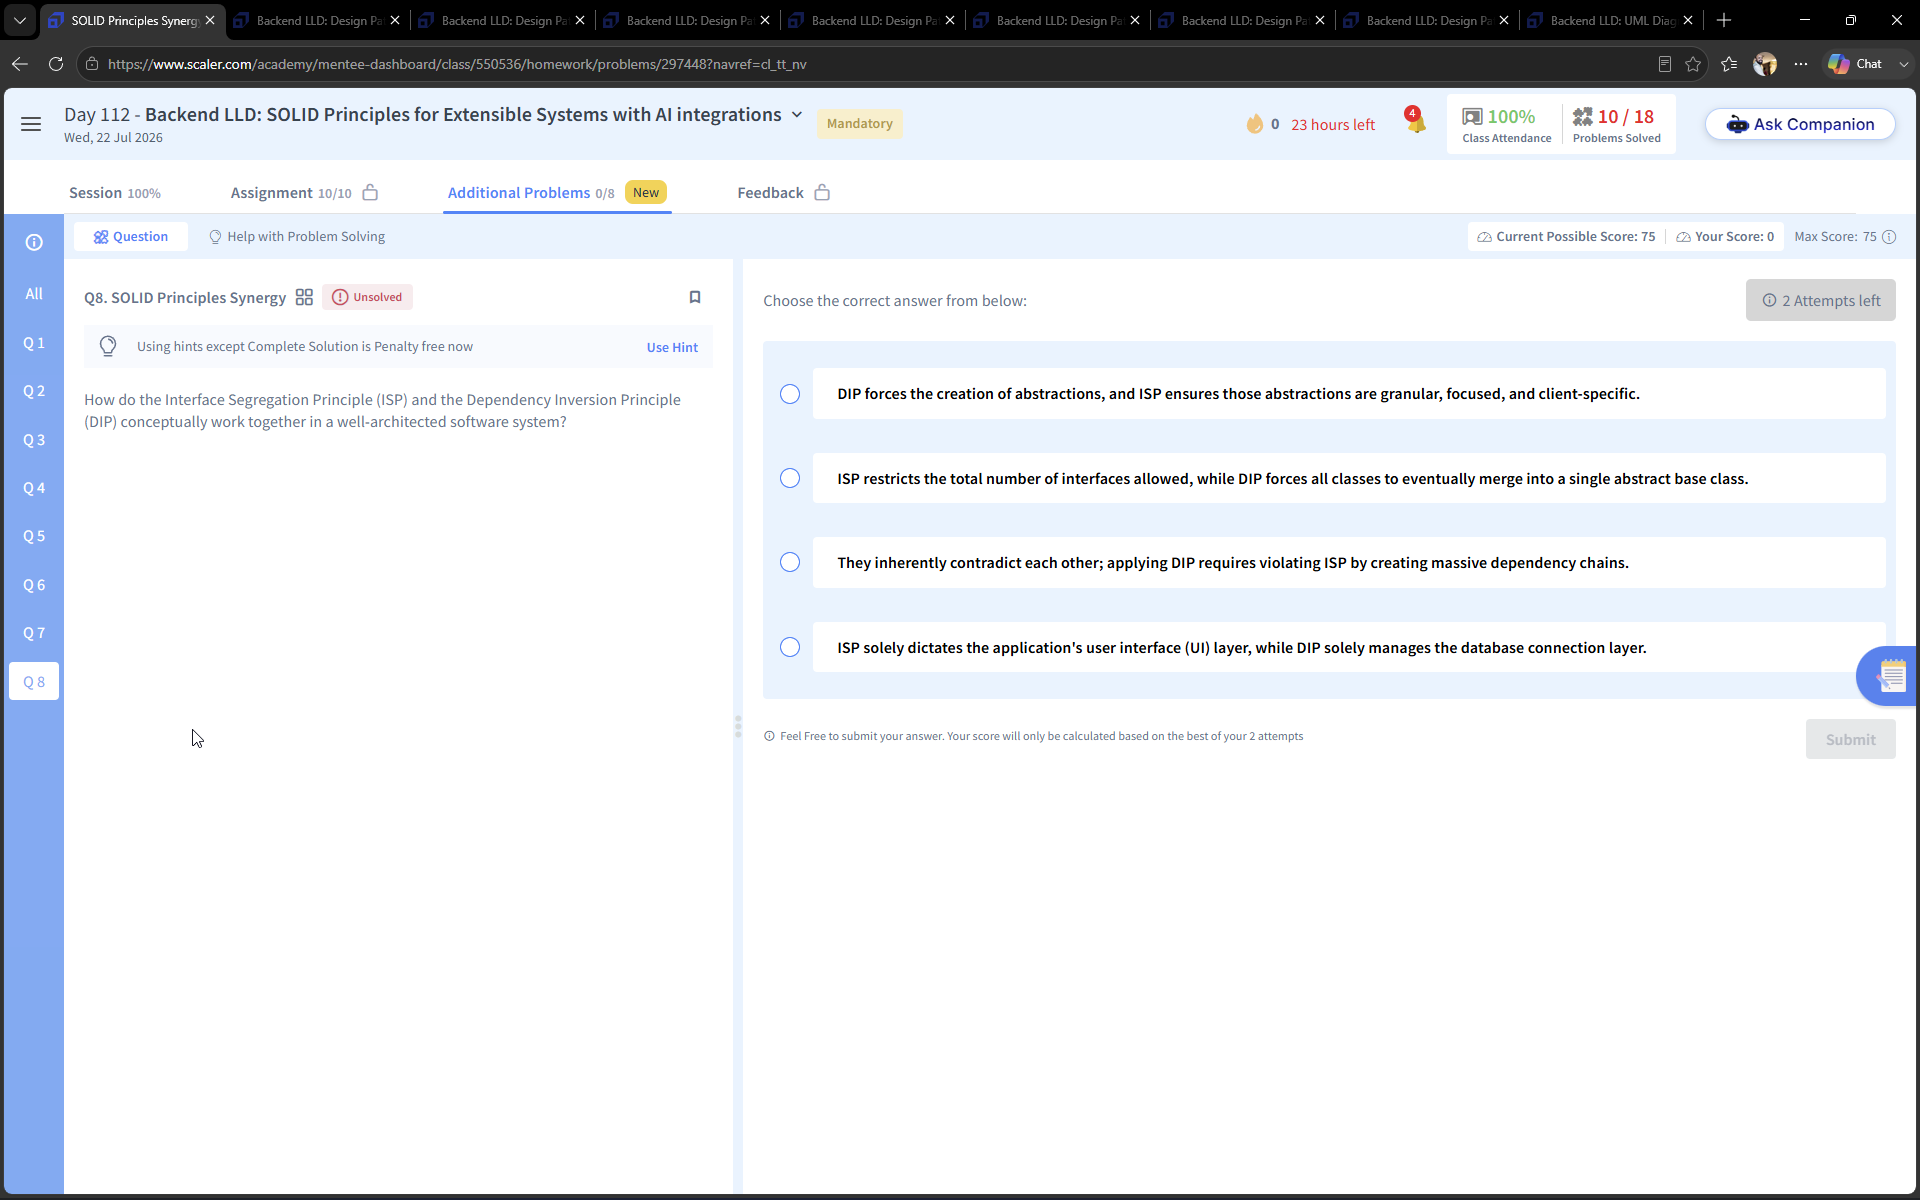 SOLID Principles Synerg
Backend LLD: Design Pa
Backend LLD: Design Pa
Backend LLD: Design Pa
Backend LLD: Design Pa
Backend LLD: Design Pa
Backend LLD: Design Pa
Backend LLD: Design Pa
Backend LLD: UML Diag
https://www.scaler.com/academy/mentee-dashboard/class/550536/homework/problems/297448?navref=cl_tt_nv
Chat
Day 112 - Backend LLD: SOLID Principles for Extensible Systems with AI integrations
Wed, 22 Jul 2026
Mandatory
0 23 hours left
4
100%
Class Attendance
10 / 18
Problems Solved
Ask Companion
Session 100%
Assignment 10/10
Additional Problems 0/8 New
Feedback
Question
Help with Problem Solving
Current Possible Score: 75
Your Score: 0
Max Score: 75
All
Q 1
Q 2
Q 3
Q 4
Q 5
Q 6
Q 7
Q 8
Q8. SOLID Principles Synergy
Unsolved
Using hints except Complete Solution is Penalty free now
Use Hint
How do the Interface Segregation Principle (ISP) and the Dependency Inversion Principle
(DIP) conceptually work together in a well-architected software system?
Choose the correct answer from below:
2 Attempts left
DIP forces the creation of abstractions, and ISP ensures those abstractions are granular, focused, and client-specific.
ISP restricts the total number of interfaces allowed, while DIP forces all classes to eventually merge into a single abstract base class.
They inherently contradict each other; applying DIP requires violating ISP by creating massive dependency chains.
ISP solely dictates the application's user interface (UI) layer, while DIP solely manages the database connection layer.
Feel Free to submit your answer. Your score will only be calculated based on the best of your 2 attempts
Submit